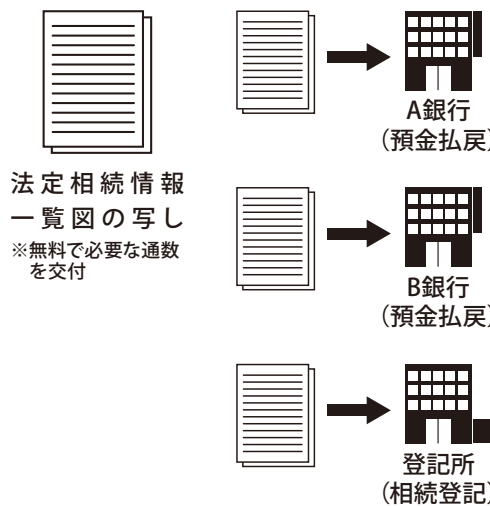 法定相続情報
一覧図の写し
※無料で必要な通数
を交付
A銀行
（預金払戻）
B銀行
（預金払戻）
登記所
（相続登記）